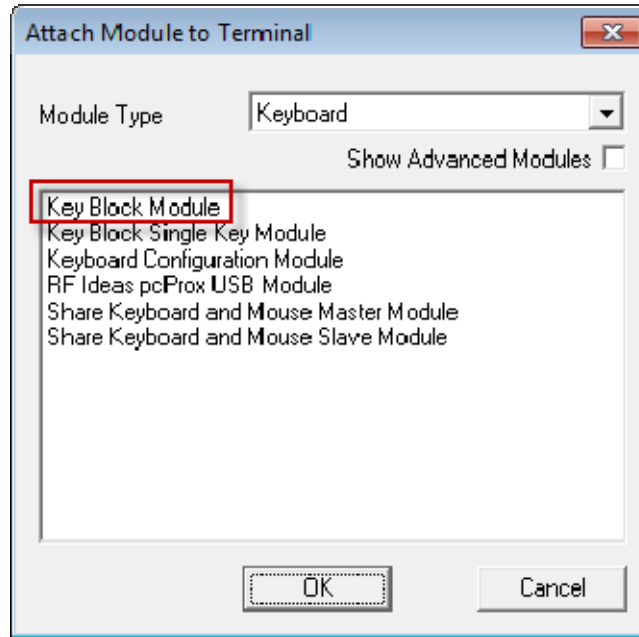 Attach Module to Terminal
Module Type
Keyboard
Show Advanced Modules
Key Block Module
Key Block Single Key Module
Keyboard Configuration Module
RF Ideas pcProx USB Module
Share Keyboard and Mouse Master Module
Share Keyboard and Mouse Slave Module
OK
Cancel